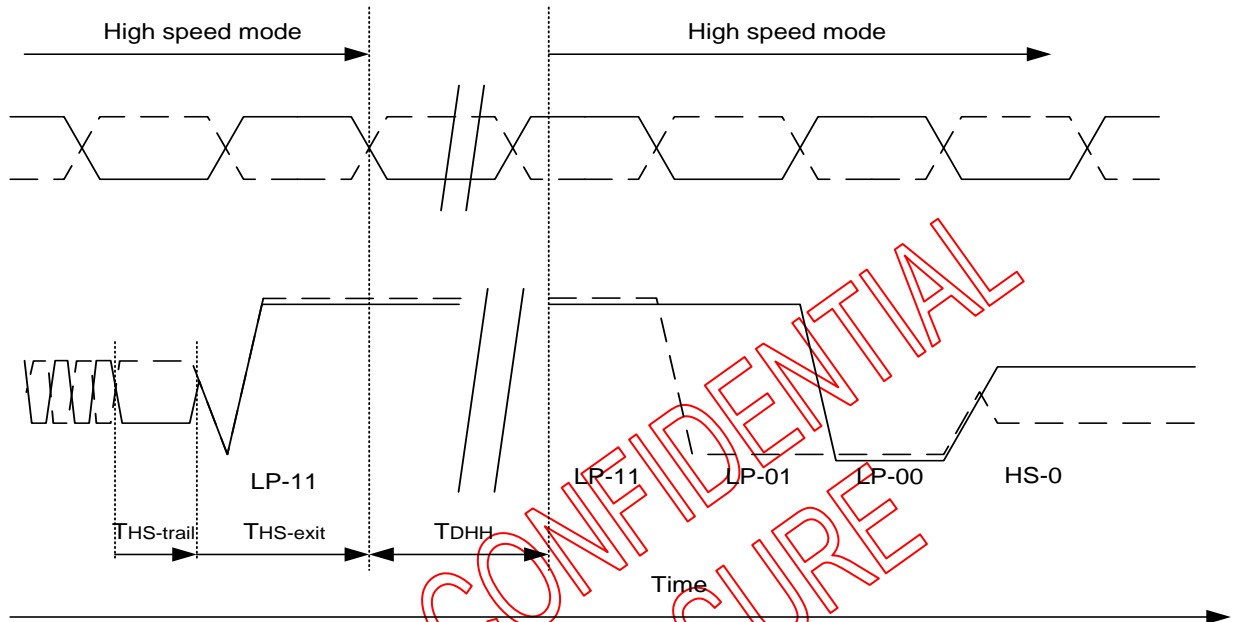 High speed mode
High speed mode
LP-11
LP-11
LP-01
LP-00
HS-0
THS-trail
THS-exit
TDHH
Time
CONFIDENTIAL
SURE